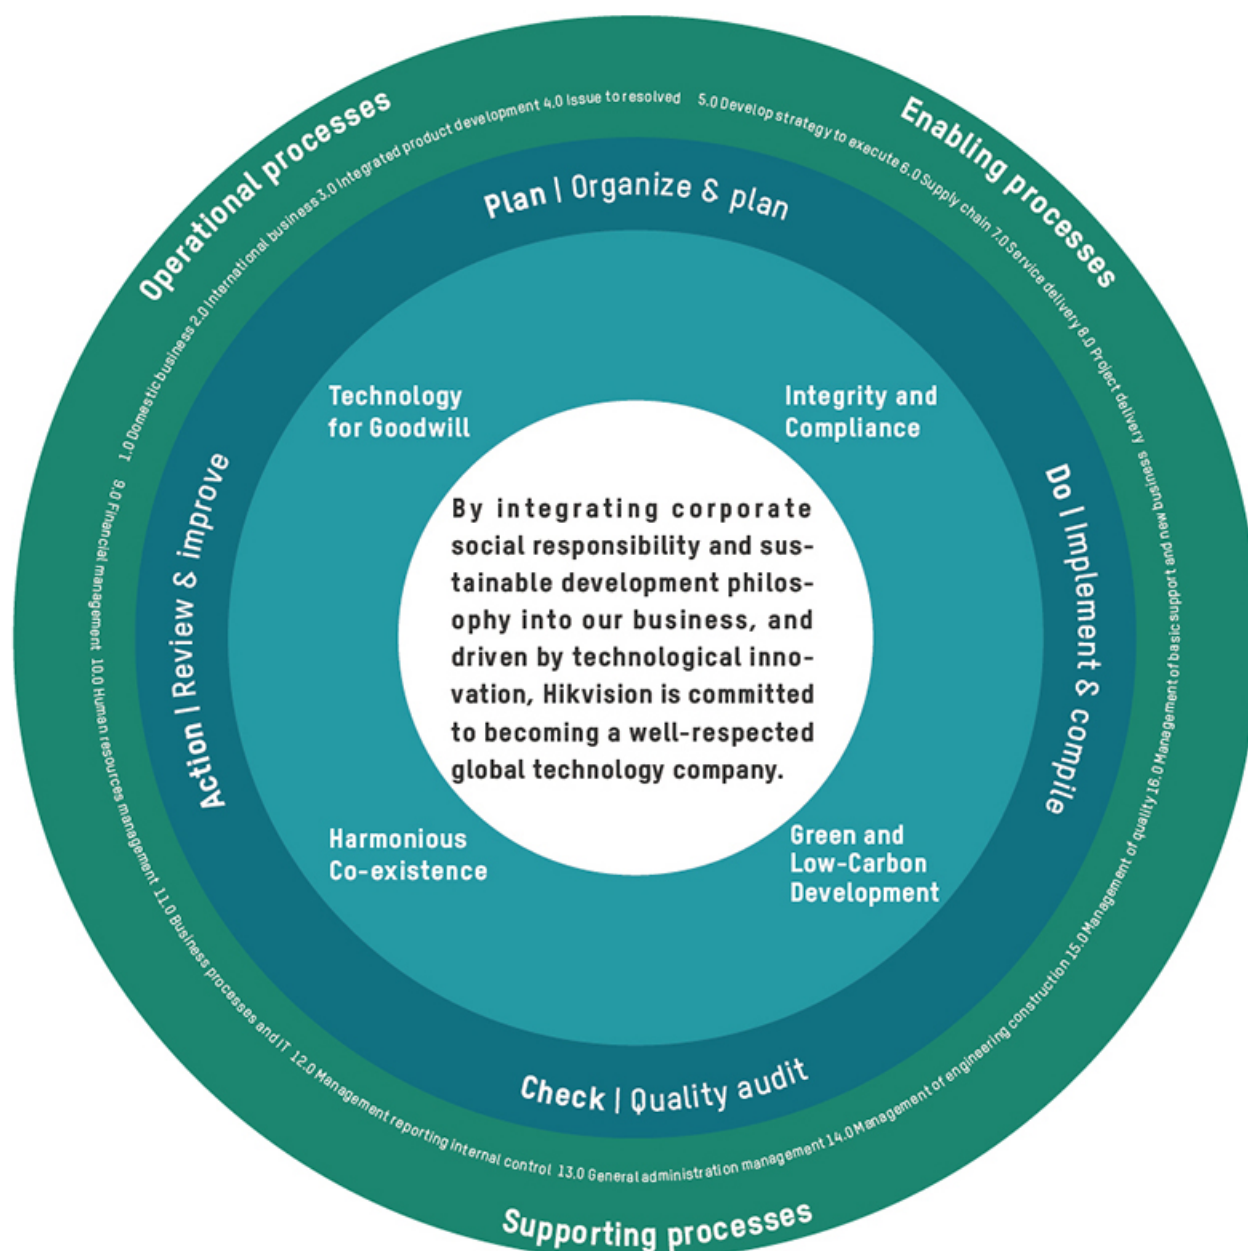 Operational processes
1.0 Domestic business 2.0 International business 3.0 Integrated product development 4.0 Issue to resolved
Enabling processes
5.0 Develop strategy to execute 6.0 Supply chain 7.0 Service delivery 8.0 Project delivery
Plan | Organize & plan
Do | Implement & compile
Check | Quality audit
Action | Review & improve
Technology
for Goodwill
Integrity and
Compliance
By integrating corporate
social responsibility and sus-
tainable development philos-
ophy into our business, and
driven by technological inno-
vation, Hikvision is committed
to becoming a well-respected
global technology company.
Harmonious
Co-existence
Green and
Low-Carbon
Development
9.0 Financial management 10.0 Human resources management 11.0 Business processes and IT 12.0 Management reporting internal control 13.0 General administration management 14.0 Management of engineering construction 15.0 Management of quality 16.0 Management of basic support and new business
Supporting processes